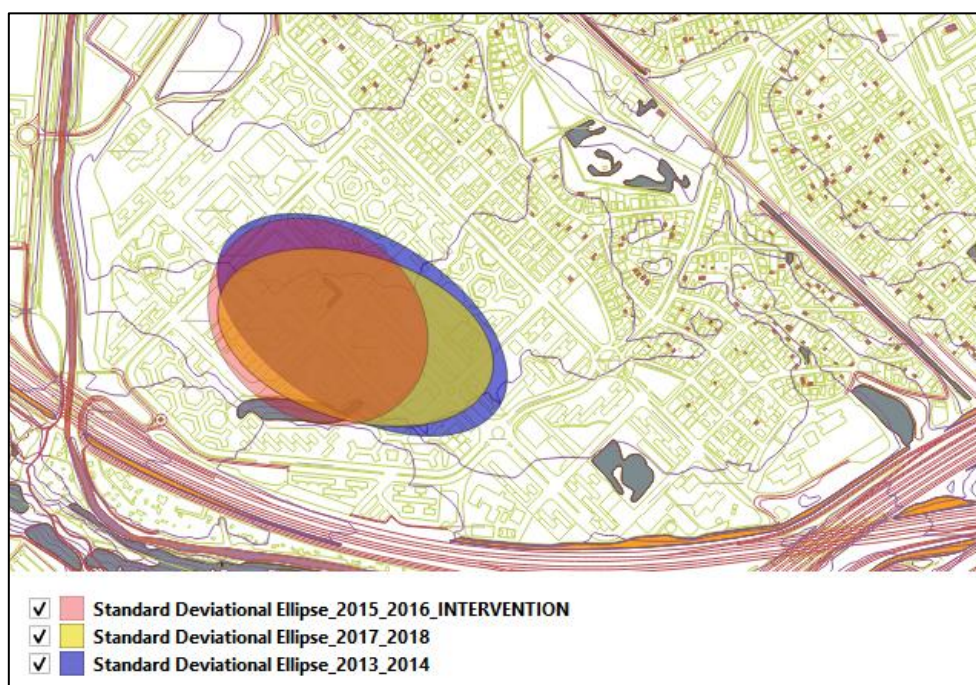 Standard Deviational Ellipse_2015_2016_INTERVENTION
Standard Deviational Ellipse_2017_2018
Standard Deviational Ellipse_2013_2014